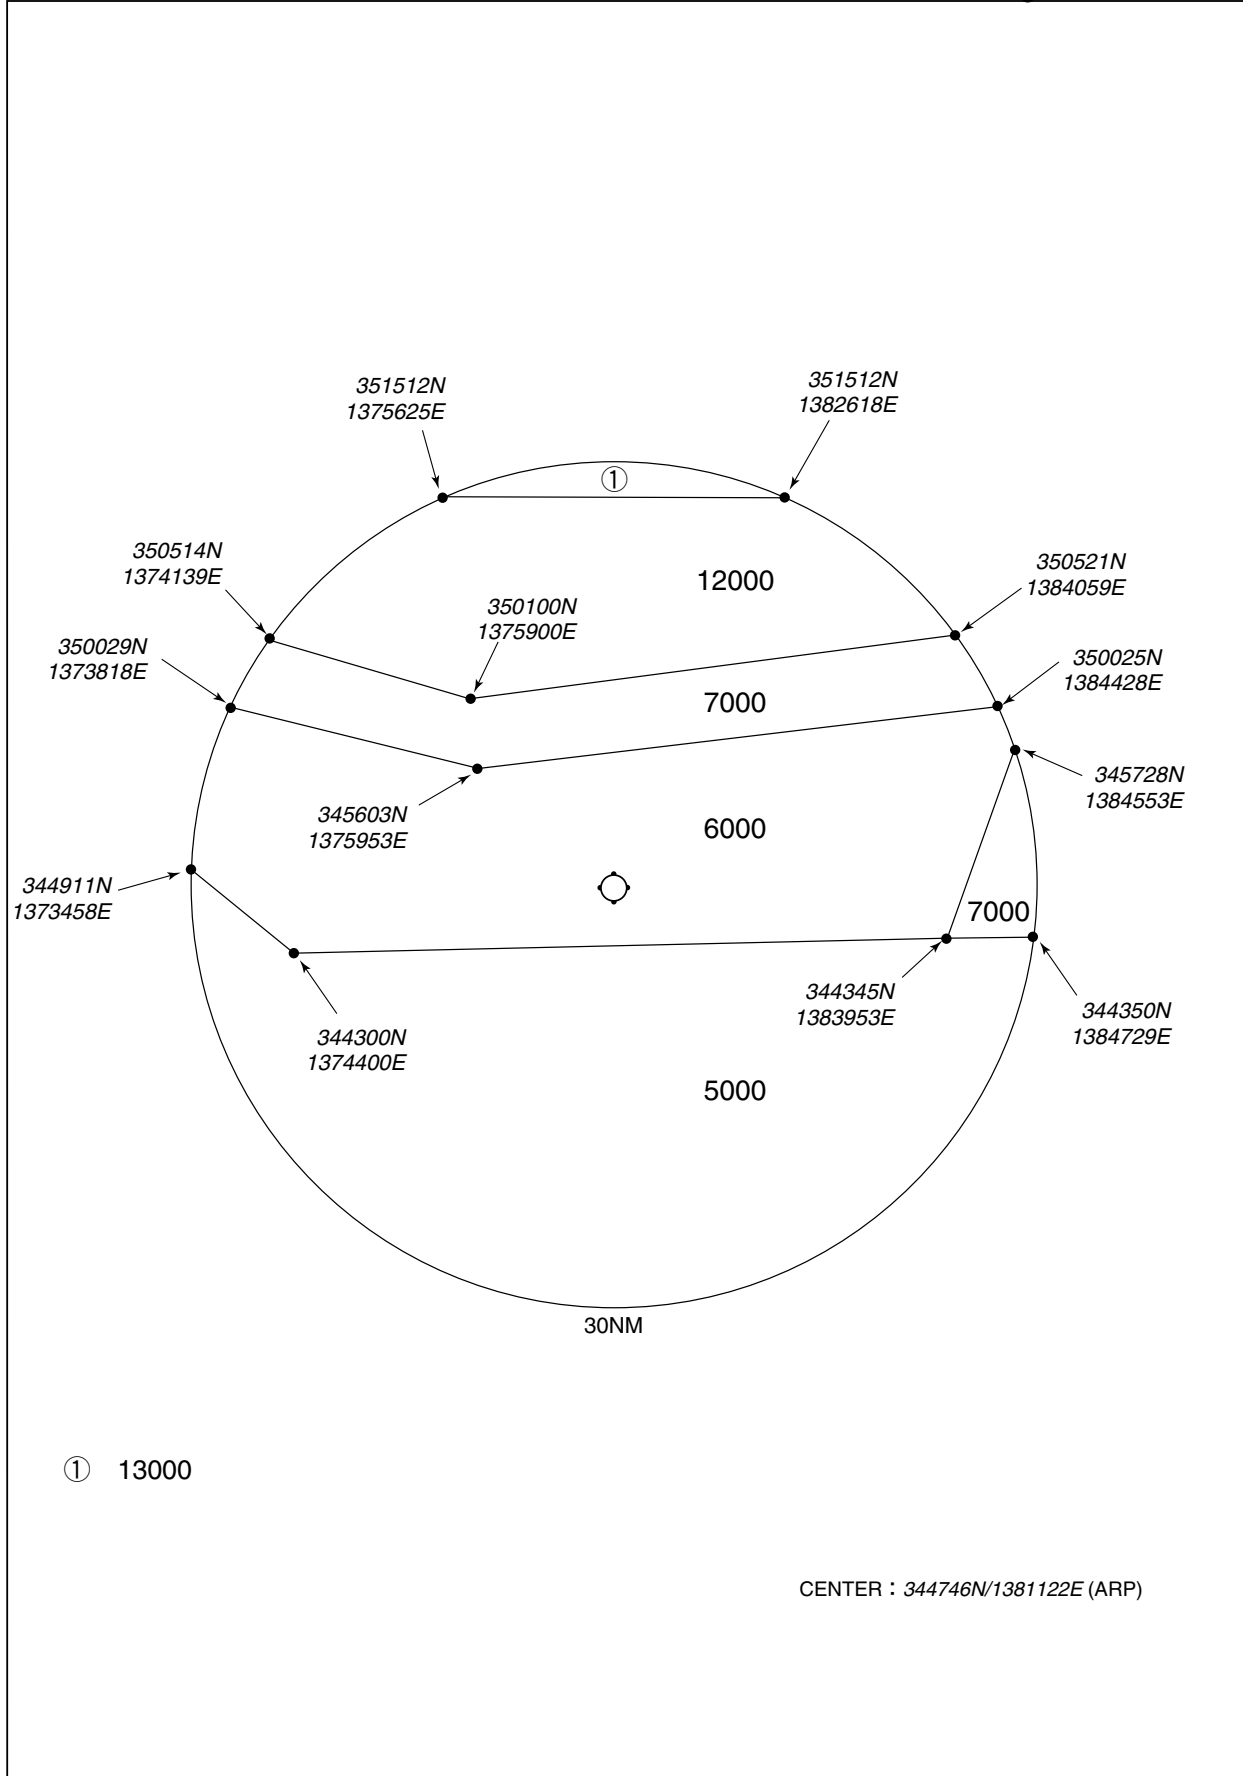 351512N
1375625E
351512N
1382618E
①
350514N
1374139E
12000
350521N
1384059E
350100N
1375900E
350029N
1373818E
350025N
1384428E
7000
345728N
1384553E
345603N
1375953E
6000
344911N
1373458E
7000
344345N
1383953E
344350N
1384729E
344300N
1374400E
5000
30NM
① 13000
CENTER : 344746N/1381122E (ARP)